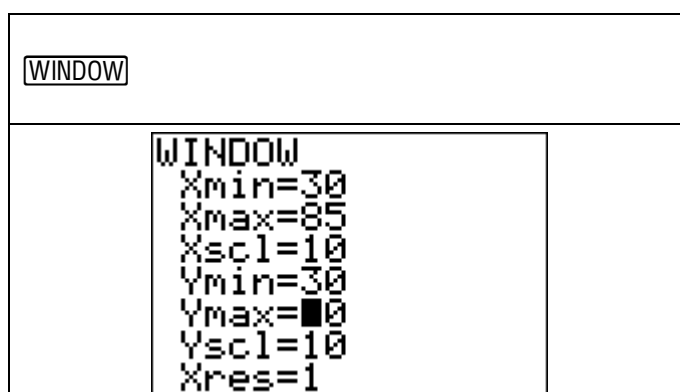 WINDOW
WINDOW
Xmin=30
Xmax=85
Xscl=10
Ymin=30
Ymax= 0
Yscl=10
Xres=1